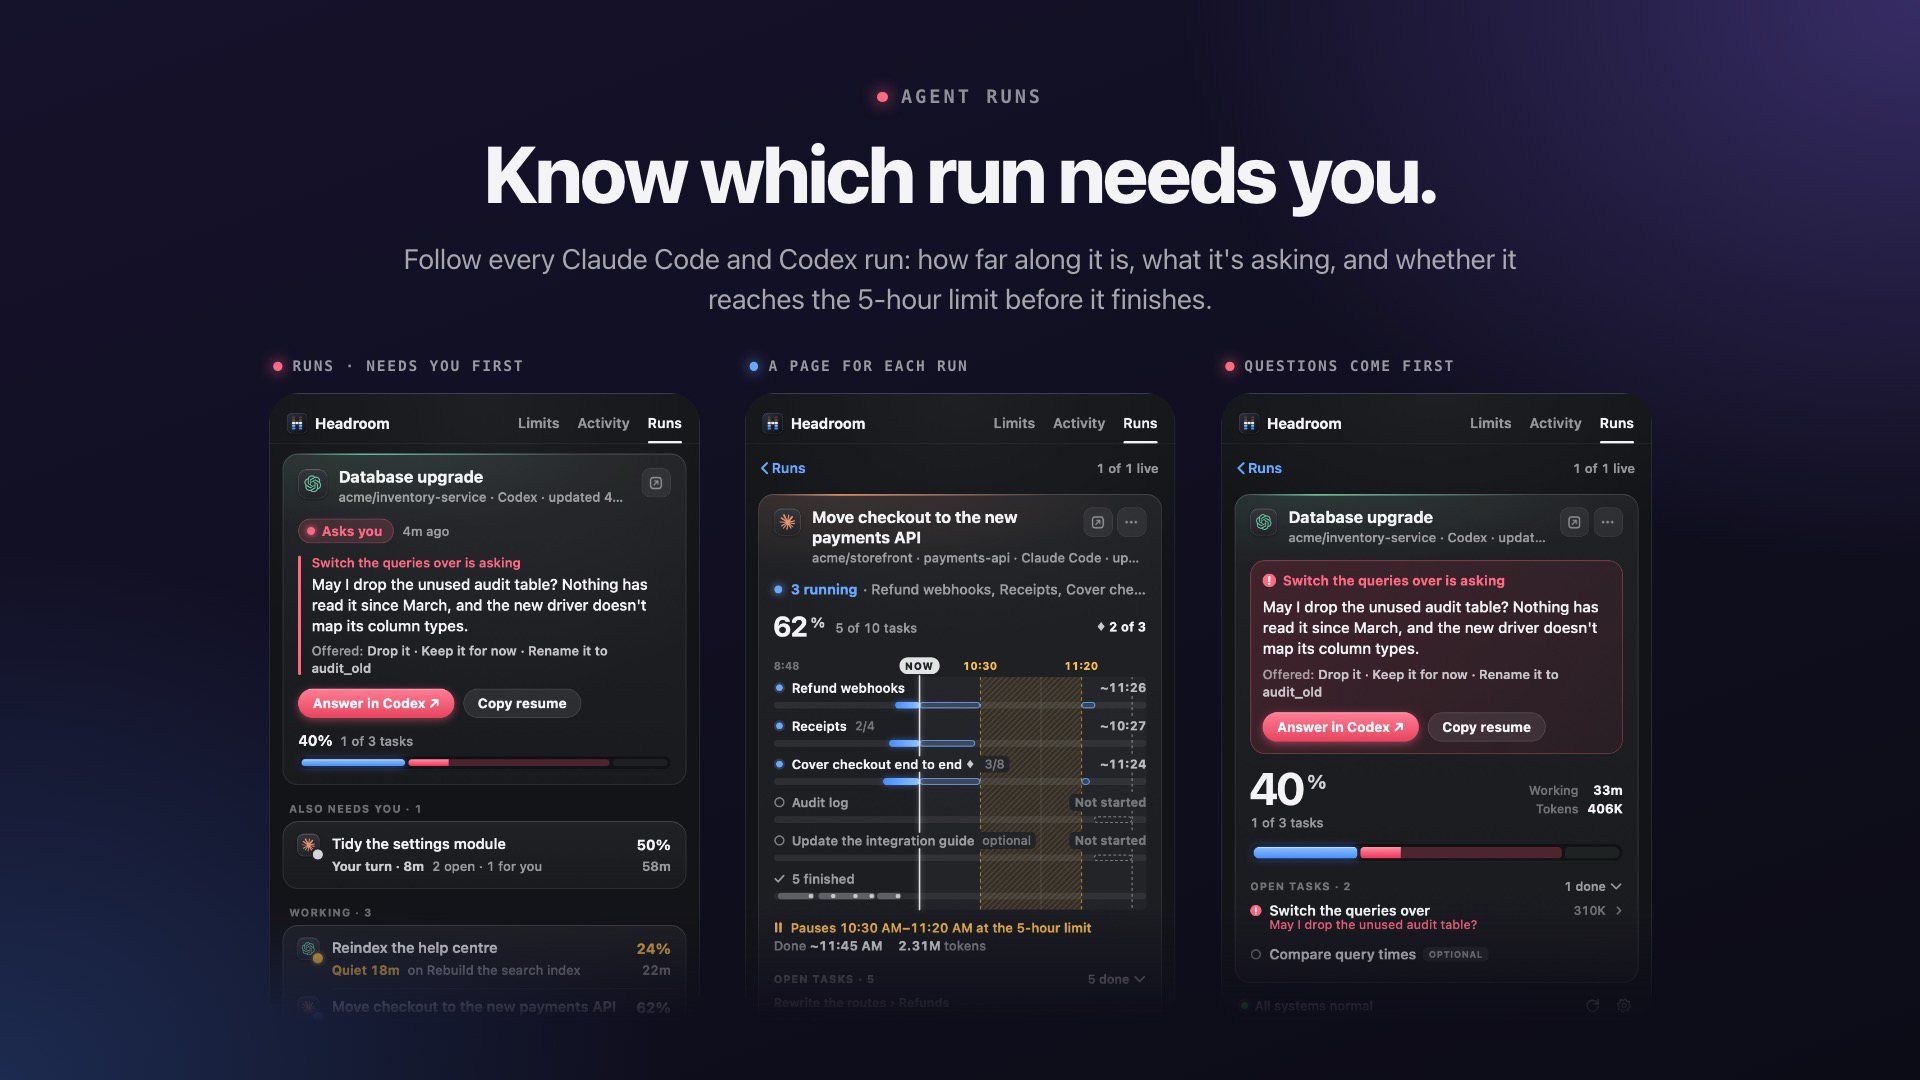 AGENT RUNS
Know which run needs you.
Follow every Claude Code and Codex run: how far along it is, what it's asking, and whether it
reaches the 5-hour limit before it finishes.
RUNS · NEEDS YOU FIRST
Headroom
Limits Activity Runs
Database upgrade
acme/inventory-service · Codex · updated 4...
Asks you 4m ago
Switch the queries over is asking
May I drop the unused audit table? Nothing has
read it since March, and the new driver doesn't
map its column types.
Offered: Drop it · Keep it for now · Rename it to
audit_old
Answer in Codex ↗ Copy resume
40% 1 of 3 tasks
ALSO NEEDS YOU · 1
Tidy the settings module 50%
Your turn · 8m 2 open · 1 for you 58m
WORKING · 3
Reindex the help centre 24%
Quiet 18m on Rebuild the search index 22m
Move checkout to the new payments API 62%
A PAGE FOR EACH RUN
Headroom
Limits Activity Runs
Runs 1 of 1 live
Move checkout to the new
payments API
acme/storefront · payments-api · Claude Code · up...
3 running · Refund webhooks, Receipts, Cover che...
62% 5 of 10 tasks ♦ 2 of 3
8:48 NOW 10:30 11:20
Refund webhooks ~11:26
Receipts 2/4 ~10:27
Cover checkout end to end ♦ 3/8 ~11:24
Audit log Not started
Update the integration guide optional Not started
5 finished
Pauses 10:30 AM–11:20 AM at the 5-hour limit
Done ~11:45 AM 2.31M tokens
OPEN TASKS · 5 5 done
Rewrite the routes › Refunds
QUESTIONS COME FIRST
Headroom
Limits Activity Runs
Runs 1 of 1 live
Database upgrade
acme/inventory-service · Codex · updat...
Switch the queries over is asking
May I drop the unused audit table? Nothing has
read it since March, and the new driver doesn't
map its column types.
Offered: Drop it · Keep it for now · Rename it to
audit_old
Answer in Codex ↗ Copy resume
40%
Working 33m
Tokens 406K
1 of 3 tasks
OPEN TASKS · 2 1 done
Switch the queries over 310K
May I drop the unused audit table?
Compare query times OPTIONAL
All systems normal